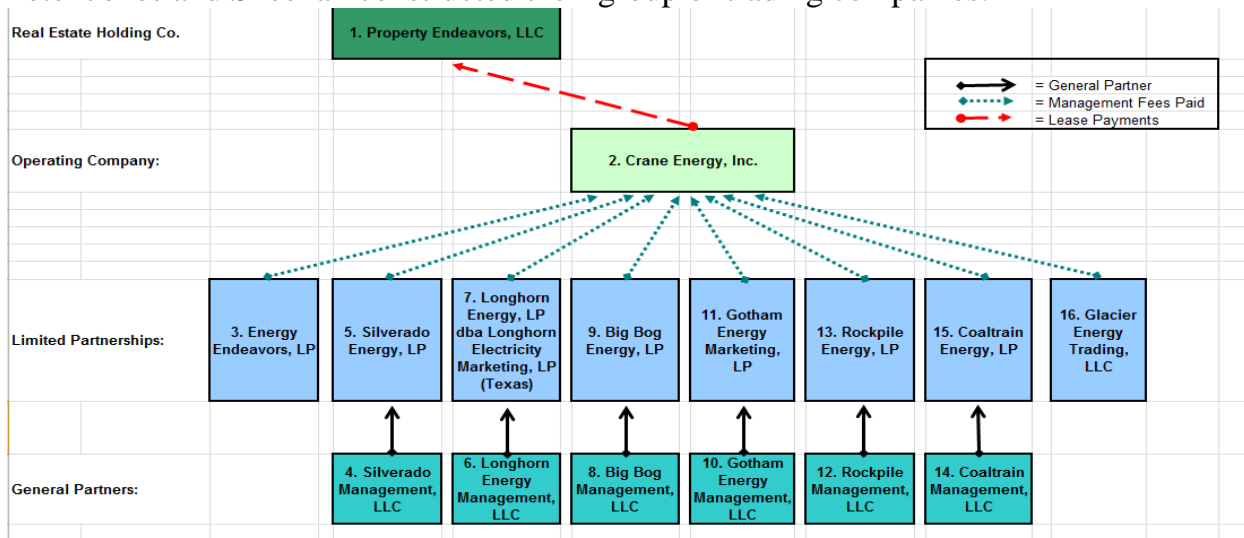 Real Estate Holding Co.
1. Property Endeavors, LLC
= General Partner
= Management Fees Paid
= Lease Payments
Operating Company:
2. Crane Energy, Inc.
Limited Partnerships:
3. Energy
Endeavors, LP
5. Silverado
Energy, LP
7. Longhorn
Energy, LP
dba Longhorn
Electricity
Marketing, LP
(Texas)
9. Big Bog
Energy, LP
11. Gotham
Energy
Marketing,
LP
13. Rockpile
Energy, LP
15. Coaltrain
Energy, LP
16. Glacier
Energy
Trading,
LLC
General Partners:
4. Silverado
Management,
LLC
6. Longhorn
Energy
Management,
LLC
8. Big Bog
Management,
LLC
10. Gotham
Energy
Management,
LLC
12. Rockpile
Management,
LLC
14. Coaltrain
Management,
LLC